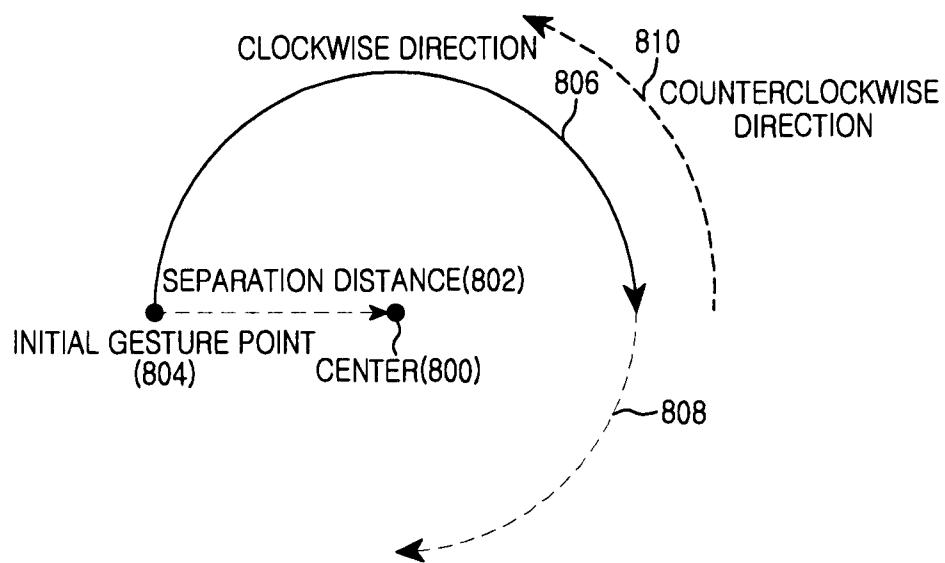 CLOCKWISE DIRECTION
810
806
COUNTERCLOCKWISE
DIRECTION
SEPARATION DISTANCE(802)
INITIAL GESTURE POINT
(804)
CENTER(800)
808